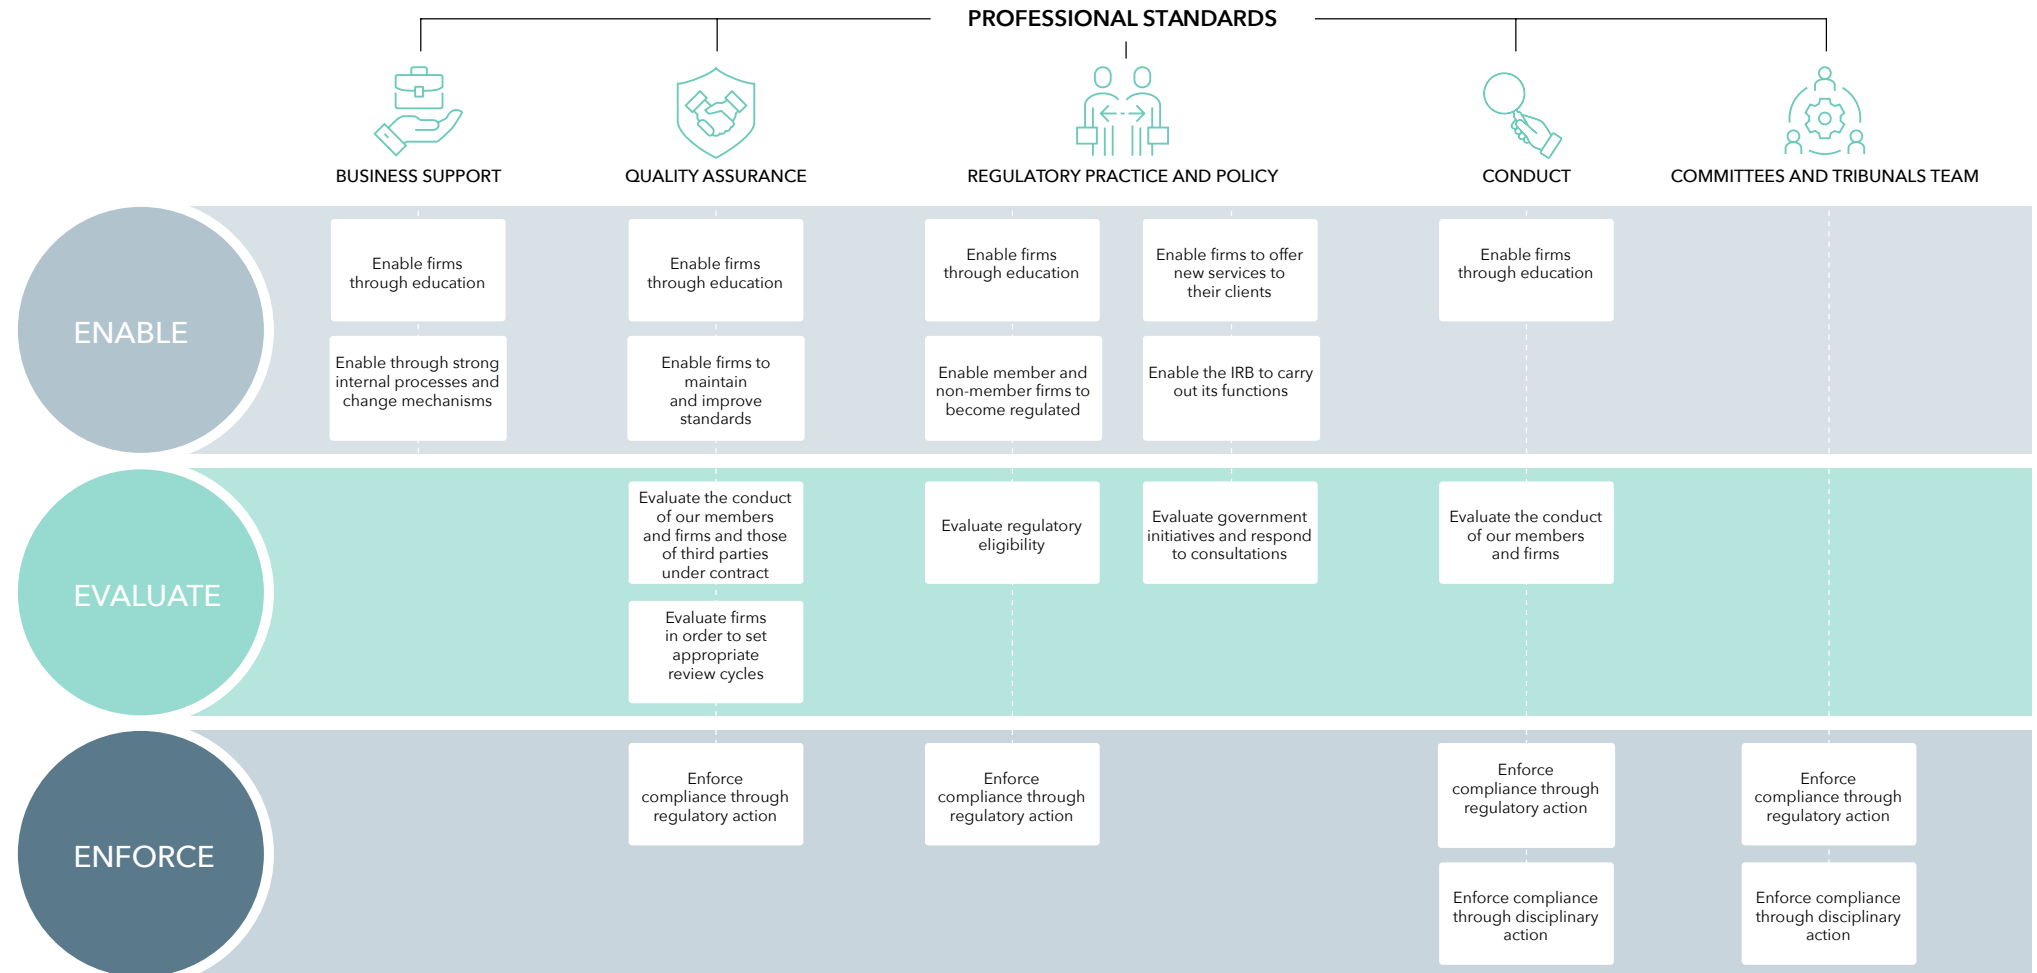 PROFESSIONAL STANDARDS
BUSINESS SUPPORT
QUALITY ASSURANCE
REGULATORY PRACTICE AND POLICY
CONDUCT
COMMITTEES AND TRIBUNALS TEAM
ENABLE
Enable firms
through education
Enable through strong
internal processes and
change mechanisms
Enable firms
through education
Enable firms to
maintain
and improve
standards
Enable firms
through education
Enable member and
non-member firms to
become regulated
Enable firms to offer
new services to
their clients
Enable the IRB to carry
out its functions
Enable firms
through education
EVALUATE
Evaluate the conduct
of our members
and firms and those
of third parties
under contract
Evaluate firms
in order to set
appropriate
review cycles
Evaluate regulatory
eligibility
Evaluate government
initiatives and respond
to consultations
Evaluate the conduct
of our members
and firms
ENFORCE
Enforce
compliance through
regulatory action
Enforce
compliance through
regulatory action
Enforce
compliance through
regulatory action
Enforce compliance
through disciplinary
action
Enforce
compliance through
regulatory action
Enforce compliance
through disciplinary
action